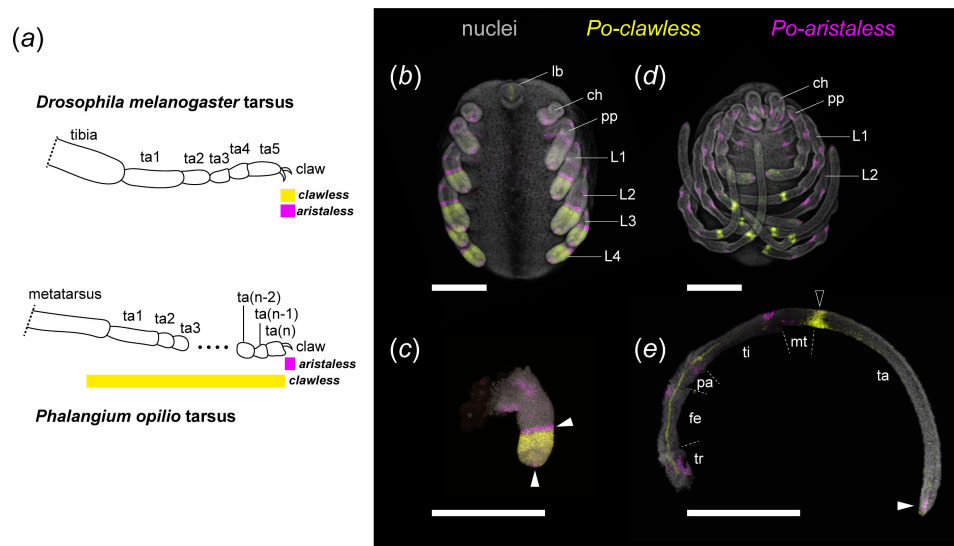 (a)
Drosophila melanogaster tarsus
tibia
ta1
ta2
ta3
ta4
ta5
claw
clawless
aristaless
metatarsus
ta1
ta2
ta3
ta(n-2)
ta(n-1)
ta(n)
claw
aristaless
clawless
Phalangium opilio tarsus
nuclei Po-clawless Po-aristaless
(b)
lb
ch
pp
L1
L2
L3
L4
(d)
ch
pp
L1
L2
(c)
(e)
ti
mt
ta
pa
fe
tr